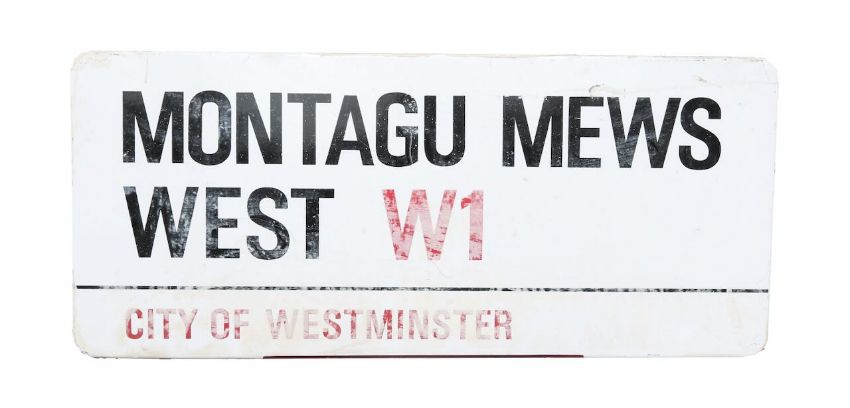 MONTAGU MEWS
WEST W1
CITY OF WESTMINSTER